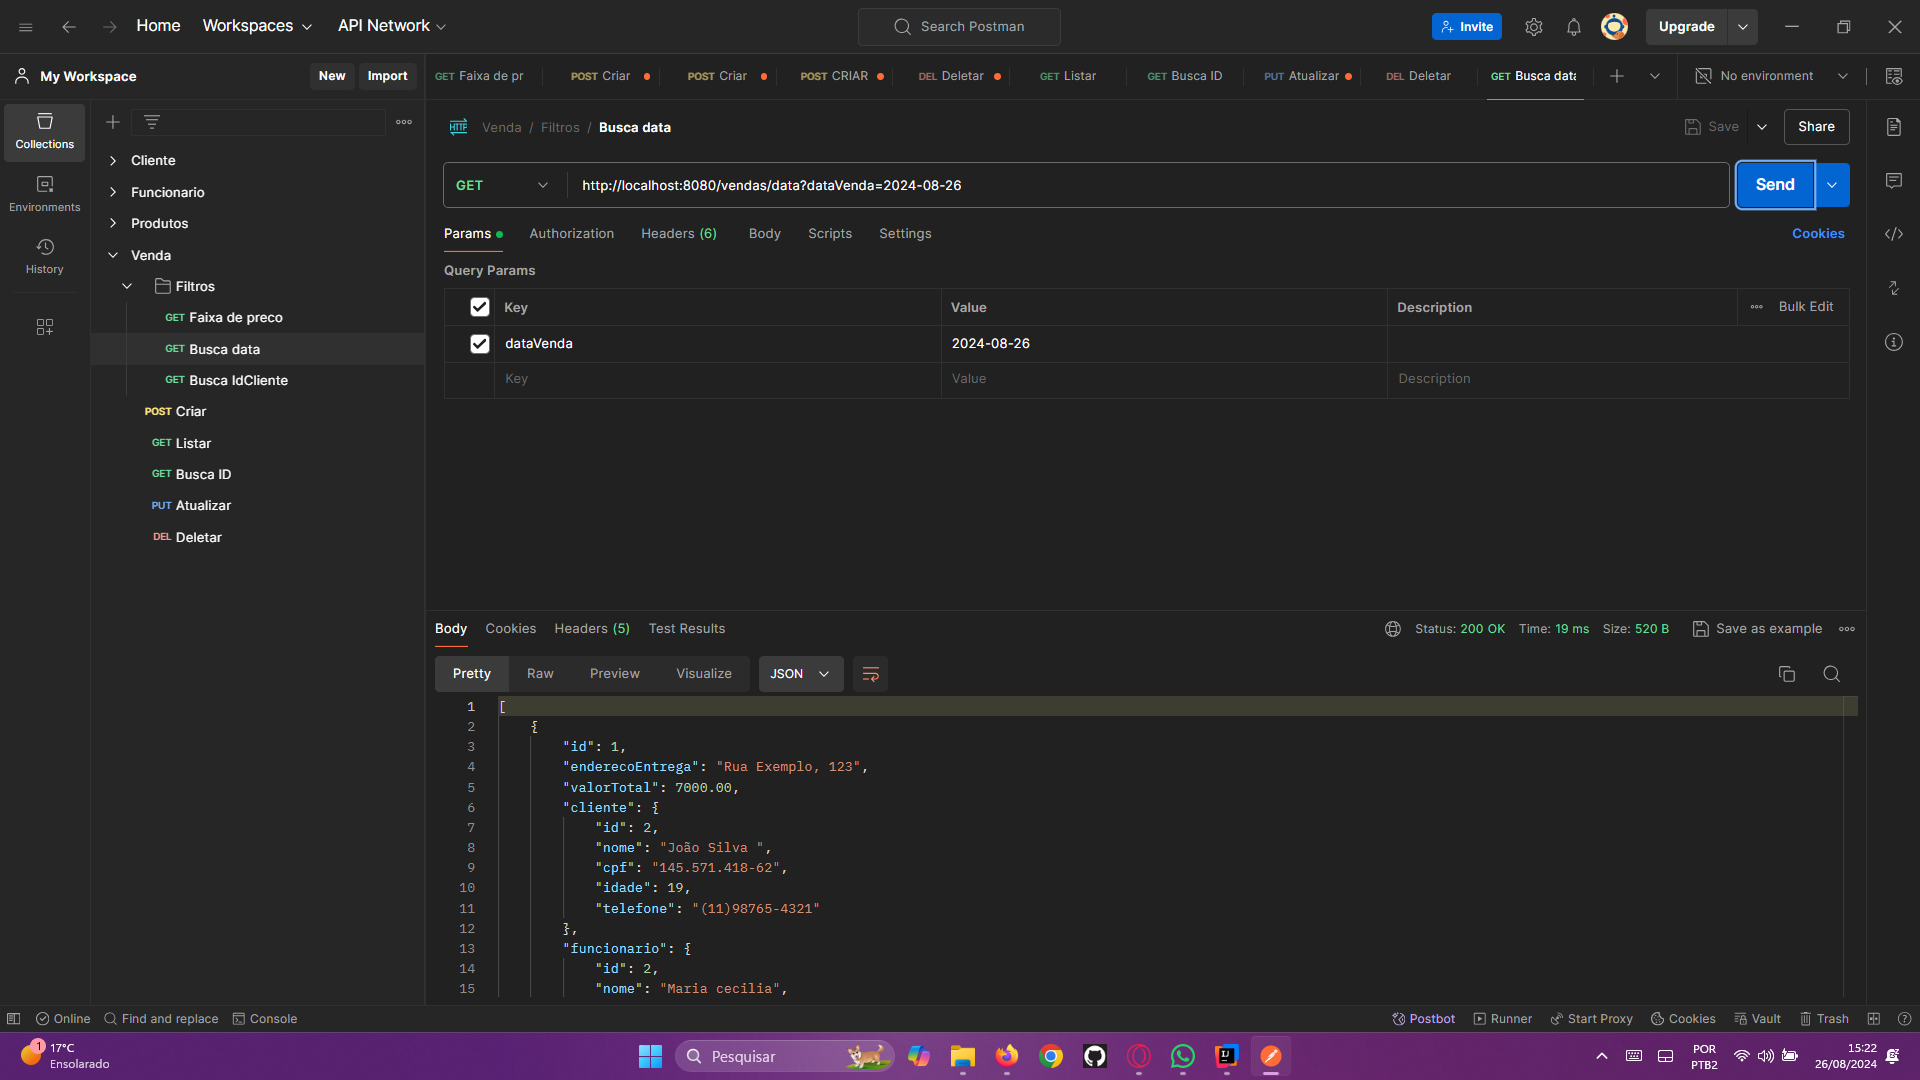 Home Workspaces API Network Search Postman Invite Upgrade
My Workspace New Import GET Faixa de pr POST Criar POST Criar POST CRIAR DEL Deletar GET Listar GET Busca ID PUT Atualizar DEL Deletar GET Busca data No environment
Collections
Environments
History
Cliente
Funcionario
Produtos
Venda
Filtros
GET Faixa de preco
GET Busca data
GET Busca IdCliente
POST Criar
GET Listar
GET Busca ID
PUT Atualizar
DEL Deletar
HTTP Venda / Filtros / Busca data Save Share
GET http://localhost:8080/vendas/data?dataVenda=2024-08-26 Send
Params Authorization Headers (6) Body Scripts Settings Cookies
Query Params
Key Value Description Bulk Edit
dataVenda 2024-08-26
Key Value Description
Body Cookies Headers (5) Test Results Status: 200 OK Time: 19 ms Size: 520 B Save as example
Pretty Raw Preview Visualize JSON
1 [
2 {
3 "id": 1,
4 "enderecoEntrega": "Rua Exemplo, 123",
5 "valorTotal": 7000.00,
6 "cliente": {
7 "id": 2,
8 "nome": "João Silva ",
9 "cpf": "145.571.418-62",
10 "idade": 19,
11 "telefone": "(11)98765-4321"
12 },
13 "funcionario": {
14 "id": 2,
15 "nome": "Maria cecilia",
Online Find and replace Console Postbot Runner Start Proxy Cookies Vault Trash
1 17°C
Ensolarado
Pesquisar
POR
PTB2
15:22
26/08/2024